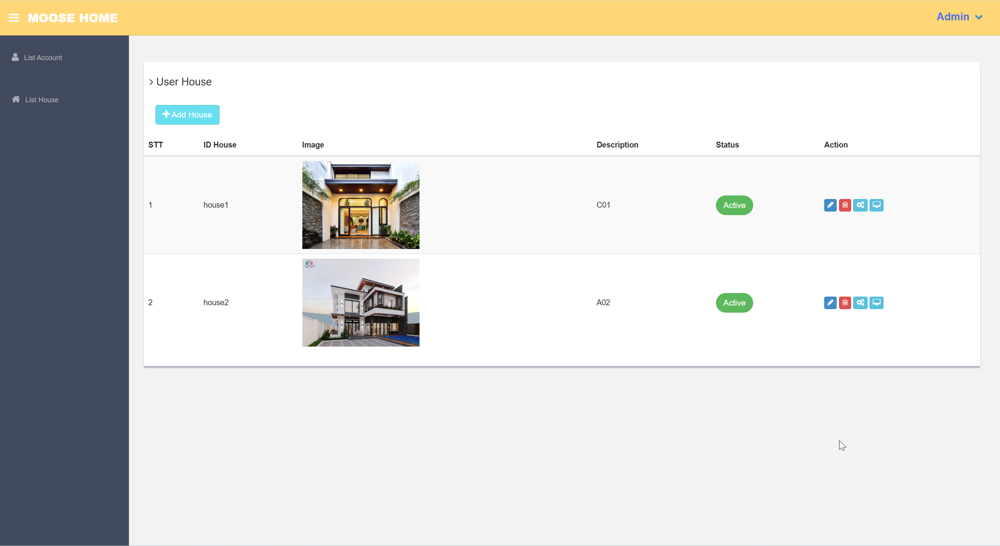 MOOSE HOME
Admin
List Account
List House
User House
Add House
STT ID House Image Description Status Action
1 house1 C01 Active
2 house2 A02 Active